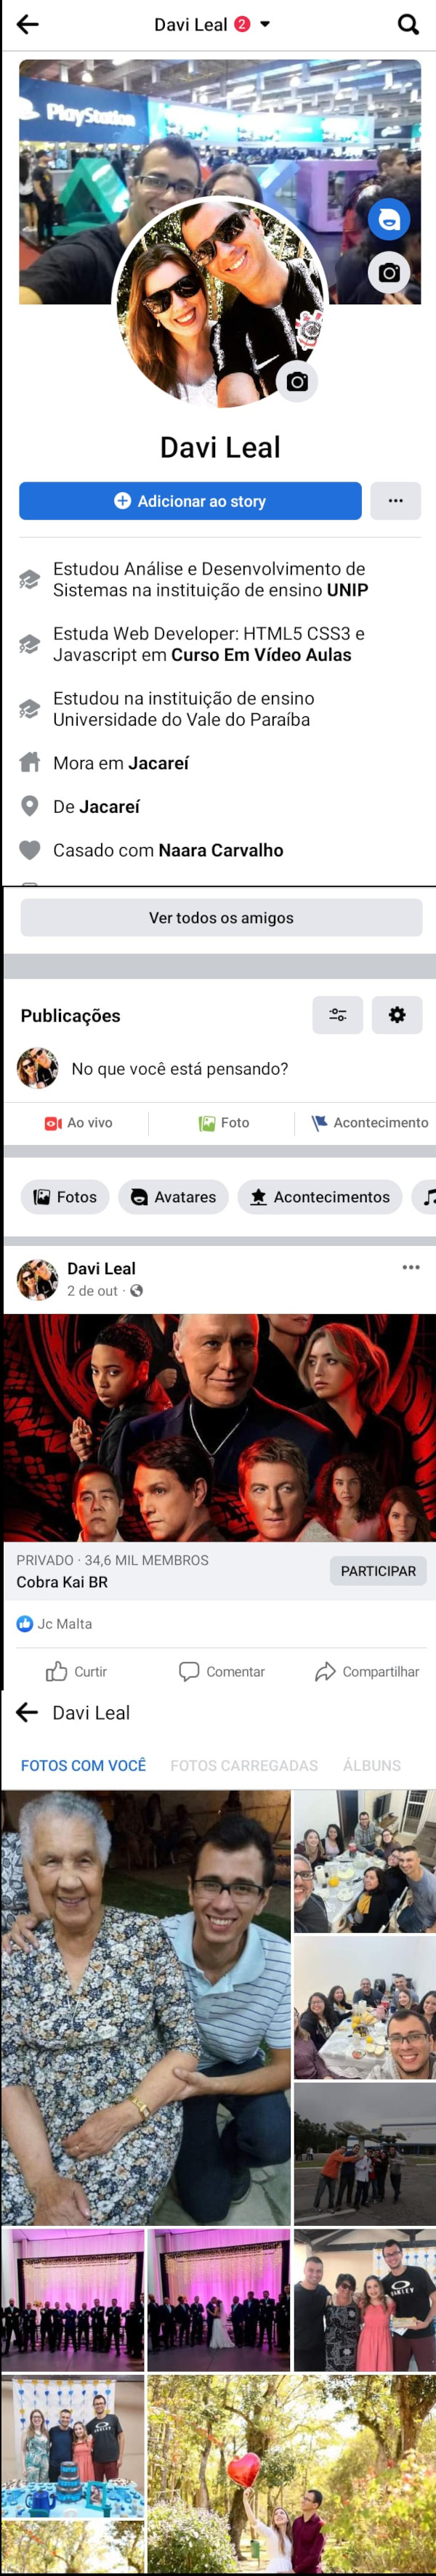 Davi Leal 2
PlayStation
Davi Leal
Adicionar ao story
Estudou Análise e Desenvolvimento de
Sistemas na instituição de ensino UNIP
Estuda Web Developer: HTML5 CSS3 e
Javascript em Curso Em Vídeo Aulas
Estudou na instituição de ensino
Universidade do Vale do Paraíba
Mora em Jacareí
De Jacareí
Casado com Naara Carvalho
Ver todos os amigos
Publicações
No que você está pensando?
Ao vivo
Foto
Acontecimento
Fotos
Avatares
Acontecimentos
Davi Leal
2 de out ·
PRIVADO · 34,6 MIL MEMBROS
Cobra Kai BR
PARTICIPAR
Jc Malta
Curtir
Comentar
Compartilhar
Davi Leal
FOTOS COM VOCÊ
FOTOS CARREGADAS
ÁLBUNS
OAKLEY